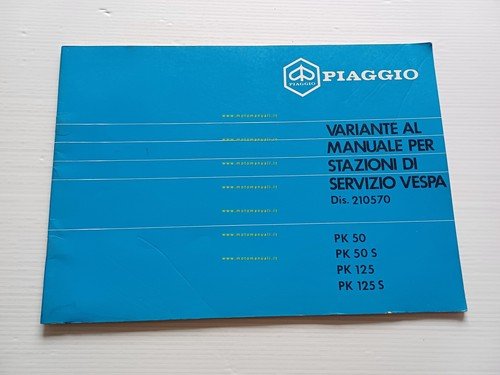 PIAGGIO
PIAGGIO
VARIANTE AL
MANUALE PER
STAZIONI DI
SERVIZIO VESPA
Dis. 210570
PK 50
PK 50 S
PK 125
PK 125 S
www.motomanuali.it
www.motomanuali.it
www.motomanuali.it
www.motomanuali.it
www.motomanuali.it
www.motomanuali.it
www.motomanuali.it